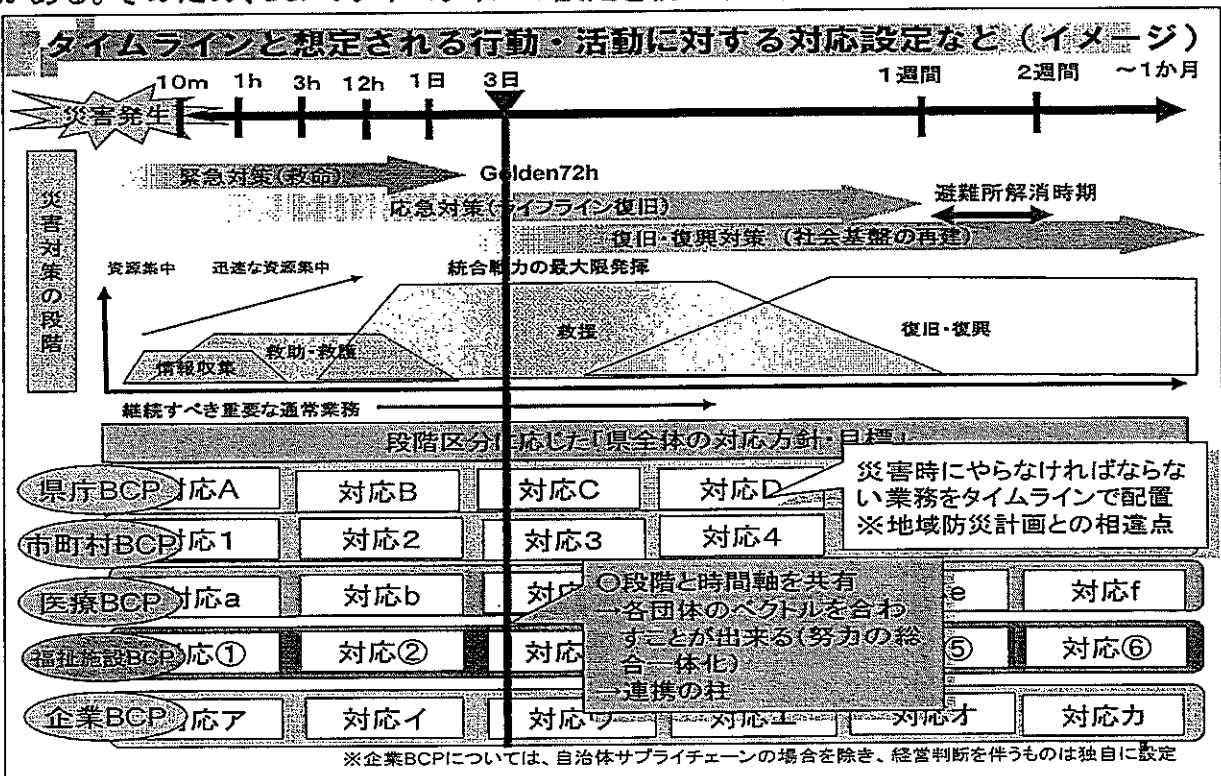 タイムラインと想定される行動・活動に対する対応設定など(イメージ)
10m 1h 3h 12h 1日 3日 1週間 2週間 ~1か月
災害発生
災害対策の段階
緊急対策(救命)
Golden72h
応急対策(ライフライン復旧)
避難所解消時期
復旧・復興対策 (社会基盤の再建)
資源集中 迅速な資源集中 統合戦力の最大限発揮
情報収集
救助・救護
救援
復旧・復興
継続すべき重要な通常業務
段階区分に応じた「県全体の対応方針・目標」
県庁BCP 対応A 対応B 対応C 対応D
災害時にやらなければならな
い業務をタイムラインで配置
※地域防災計画との相違点
市町村BCP 対応1 対応2 対応3 対応4
医療BCP 対応a 対応b 対応 e 対応f
〇段階と時間軸を共有
→各団体のベクトルを合わ
すことが出来る(努力の総
合一体化)
→連携の柱
福祉施設BCP 対応① 対応② 対応 ⑤ 対応⑥
企業BCP 対応ア 対応イ 対応ウ 対応エ 対応オ 対応カ
※企業BCPについては、自治体サプライチェーンの場合を除き、経営判断を伴うものは独自に設定